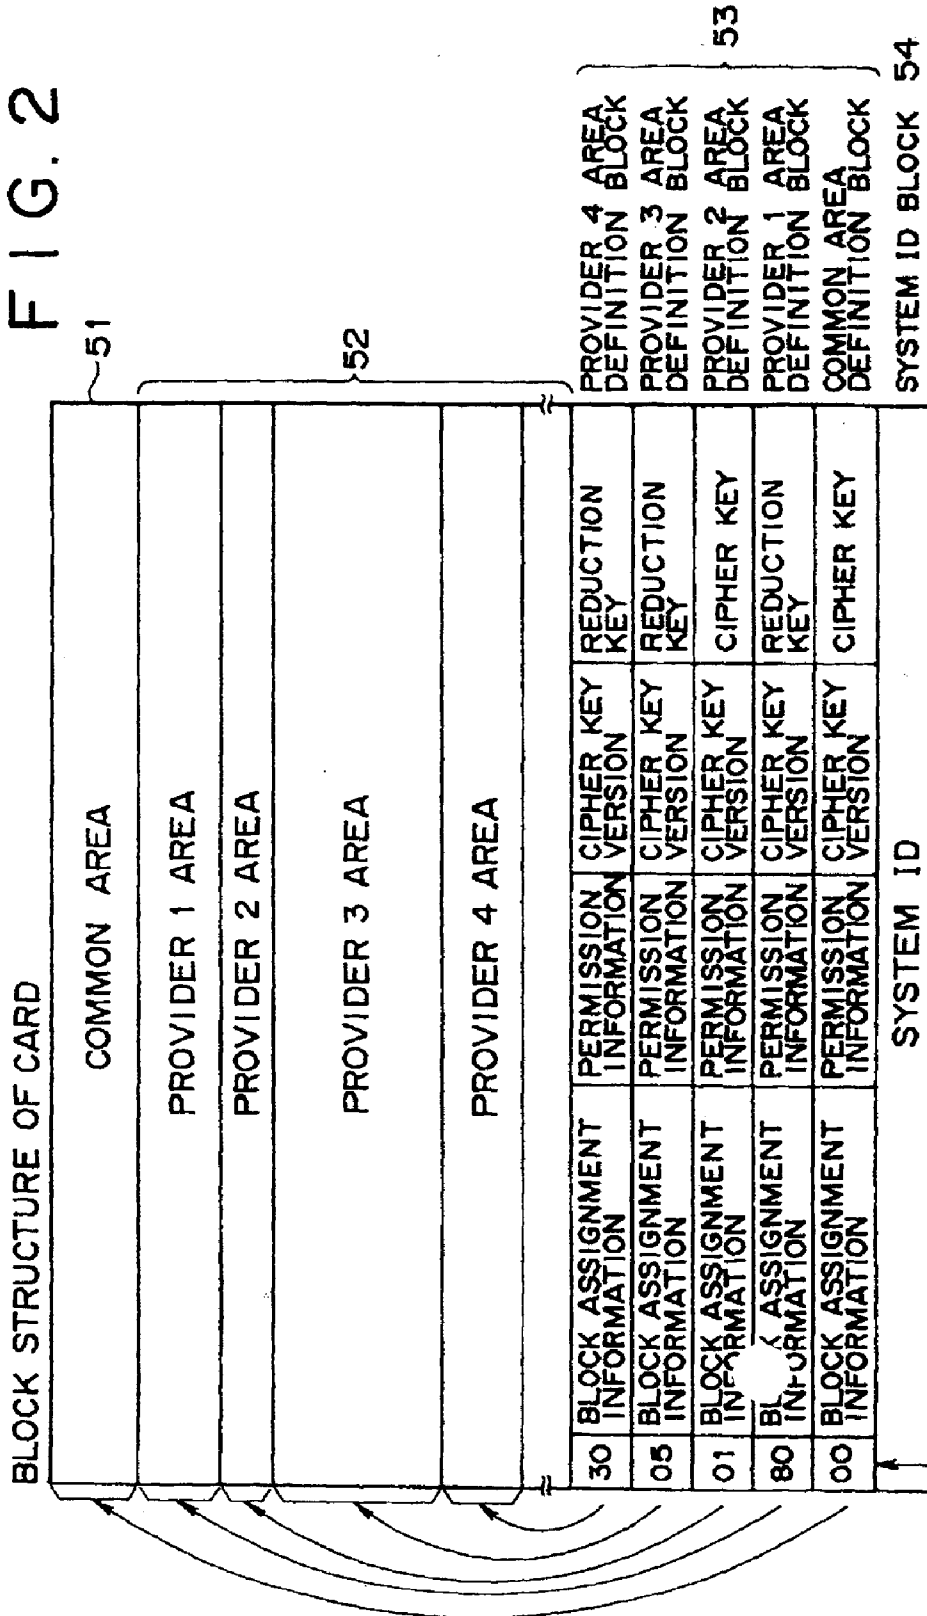 FIG. 2
BLOCK STRUCTURE OF CARD
COMMON AREA
51
PROVIDER 1 AREA
PROVIDER 2 AREA
PROVIDER 3 AREA
PROVIDER 4 AREA
52
30
BLOCK ASSIGNMENT
INFORMATION
PERMISSION
INFORMATION
CIPHER KEY
VERSION
REDUCTION
KEY
PROVIDER 4 AREA
DEFINITION BLOCK
05
BLOCK ASSIGNMENT
INFORMATION
PERMISSION
INFORMATION
CIPHER KEY
VERSION
REDUCTION
KEY
PROVIDER 3 AREA
DEFINITION BLOCK
01
BLOCK ASSIGNMENT
PERMISSION
INFORMATION
CIPHER KEY
VERSION
CIPHER KEY
PROVIDER 2 AREA
DEFINITION BLOCK
80
ASSIGNMENT
INFORMATION
PERMISSION
INFORMATION
CIPHER KEY
VERSION
REDUCTION
KEY
PROVIDER 1 AREA
DEFINITION BLOCK
00
BLOCK ASSIGNMENT
INFORMATION
PERMISSION
INFORMATION
CIPHER KEY
VERSION
CIPHER KEY
COMMON AREA
DEFINITION BLOCK
53
SYSTEM ID
SYSTEM ID BLOCK 54